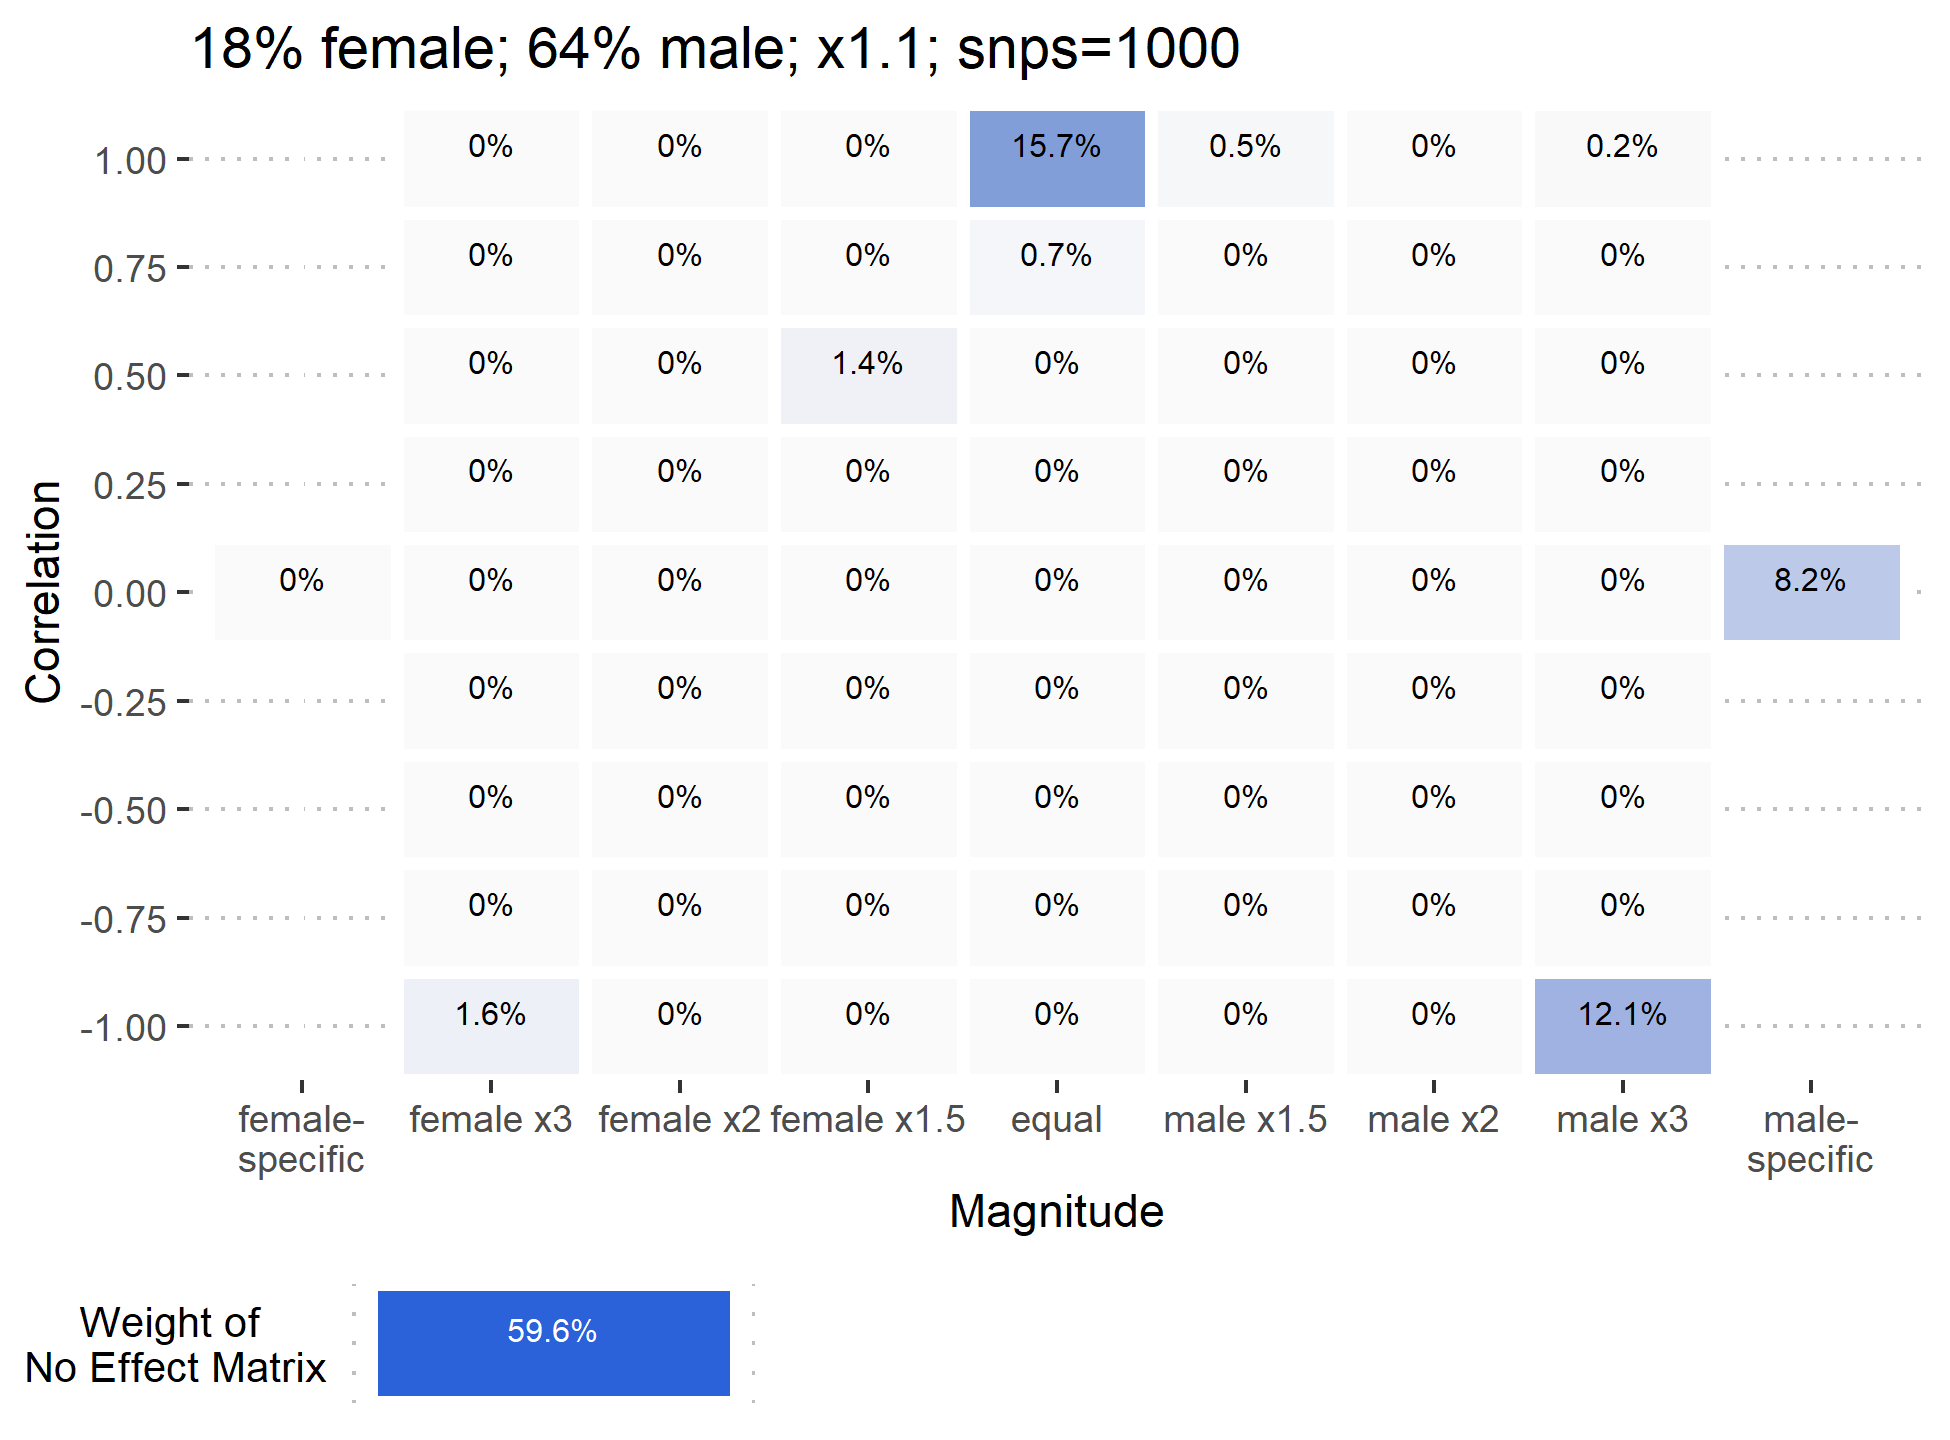 18% female; 64% male; x1.1; snps=1000
1.00 0% 0% 0% 15.7% 0.5% 0% 0.2%
0.75 0% 0% 0% 0.7% 0% 0% 0%
0.50 0% 0% 1.4% 0% 0% 0% 0%
0.25 0% 0% 0% 0% 0% 0% 0%
0.00 0% 0% 0% 0% 0% 0% 0% 0% 8.2%
-0.25 0% 0% 0% 0% 0% 0% 0%
-0.50 0% 0% 0% 0% 0% 0% 0%
-0.75 0% 0% 0% 0% 0% 0% 0%
-1.00 1.6% 0% 0% 0% 0% 0% 12.1%
Correlation
female-
specific
female x3
female x2
female x1.5
equal
male x1.5
male x2
male x3
male-
specific
Magnitude
Weight of
No Effect Matrix
59.6%